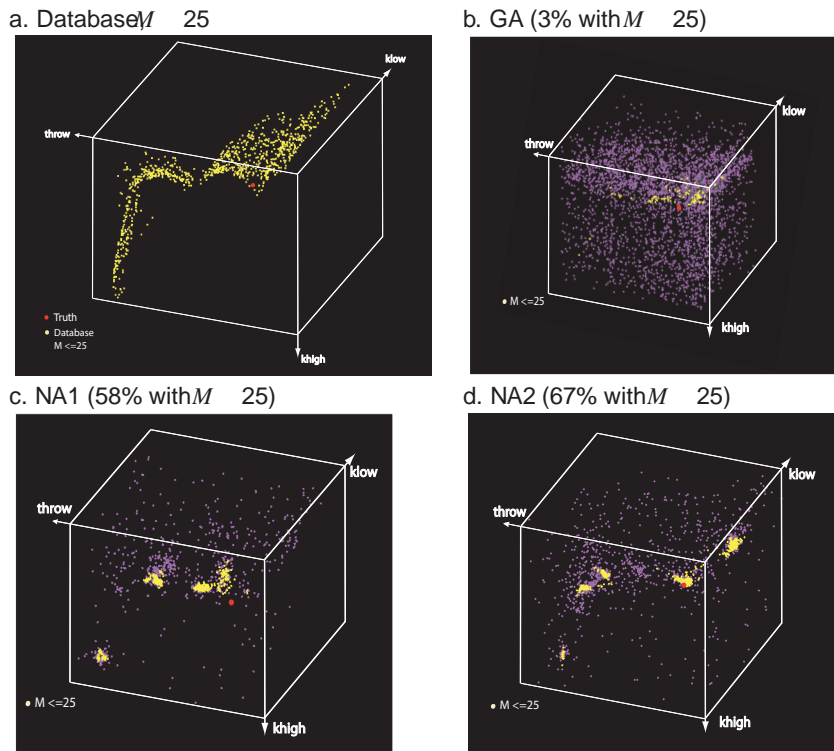 a. Database, M 25
klow
throw
Truth
Database
M <=25
khigh
b. GA (3% with M 25)
klow
throw
M <=25
khigh
c. NA1 (58% with M 25)
klow
throw
M <=25
khigh
d. NA2 (67% with M 25)
klow
throw
M <=25
khigh